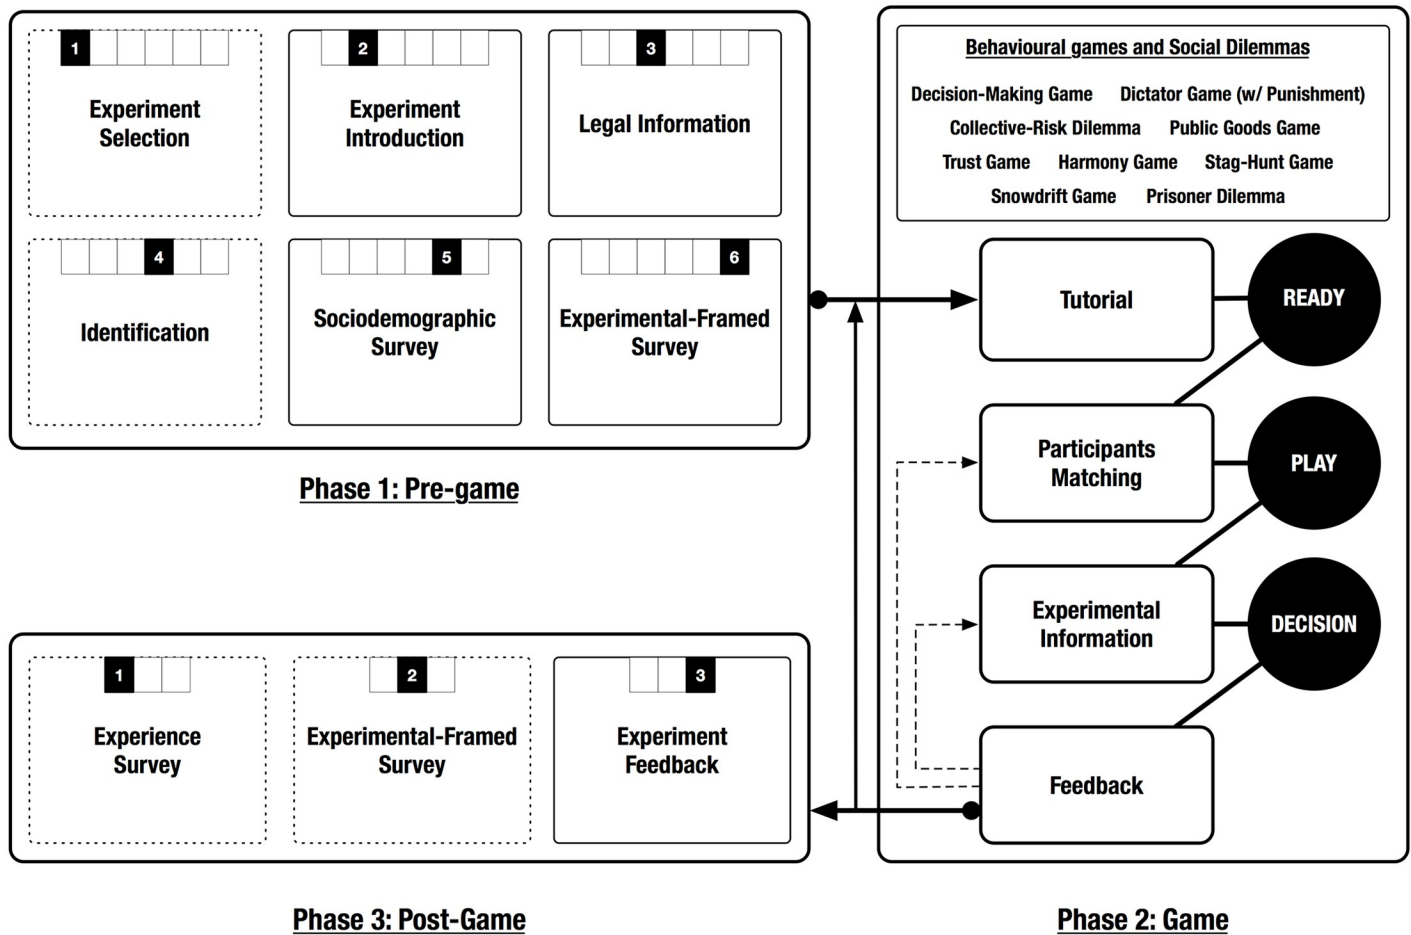 1
Experiment
Selection
2
Experiment
Introduction
3
Legal Information
4
Identification
5
Sociodemographic
Survey
6
Experimental-Framed
Survey
Phase 1: Pre-game
Behavioural games and Social Dilemmas
Decision-Making Game Dictator Game (w/ Punishment)
Collective-Risk Dilemma Public Goods Game
Trust Game Harmony Game Stag-Hunt Game
Snowdrift Game Prisoner Dilemma
Tutorial
READY
Participants
Matching
PLAY
Experimental
Information
DECISION
Feedback
Phase 2: Game
1
Experience
Survey
2
Experimental-Framed
Survey
3
Experiment
Feedback
Phase 3: Post-Game